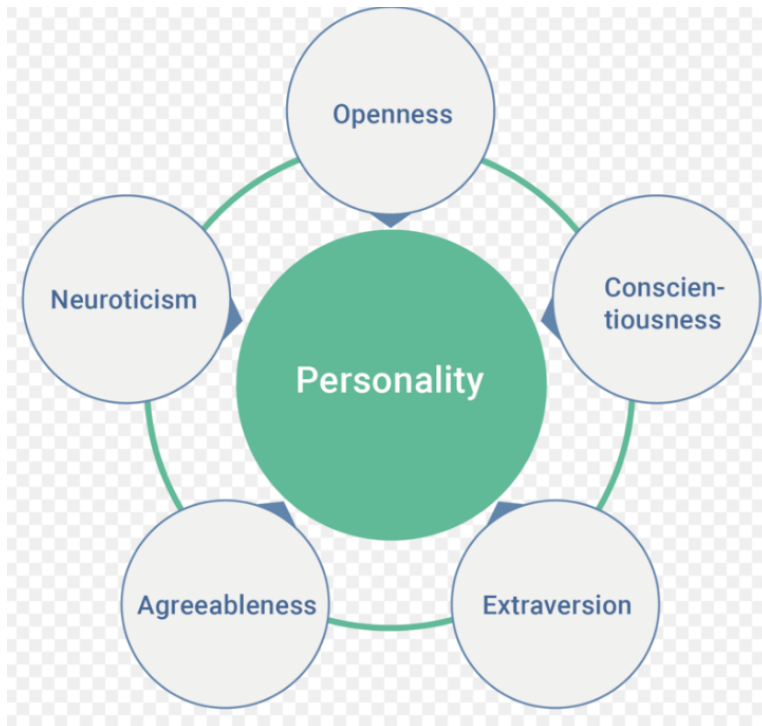 Openness
Conscien-
tiousness
Extraversion
Agreeableness
Neuroticism
Personality